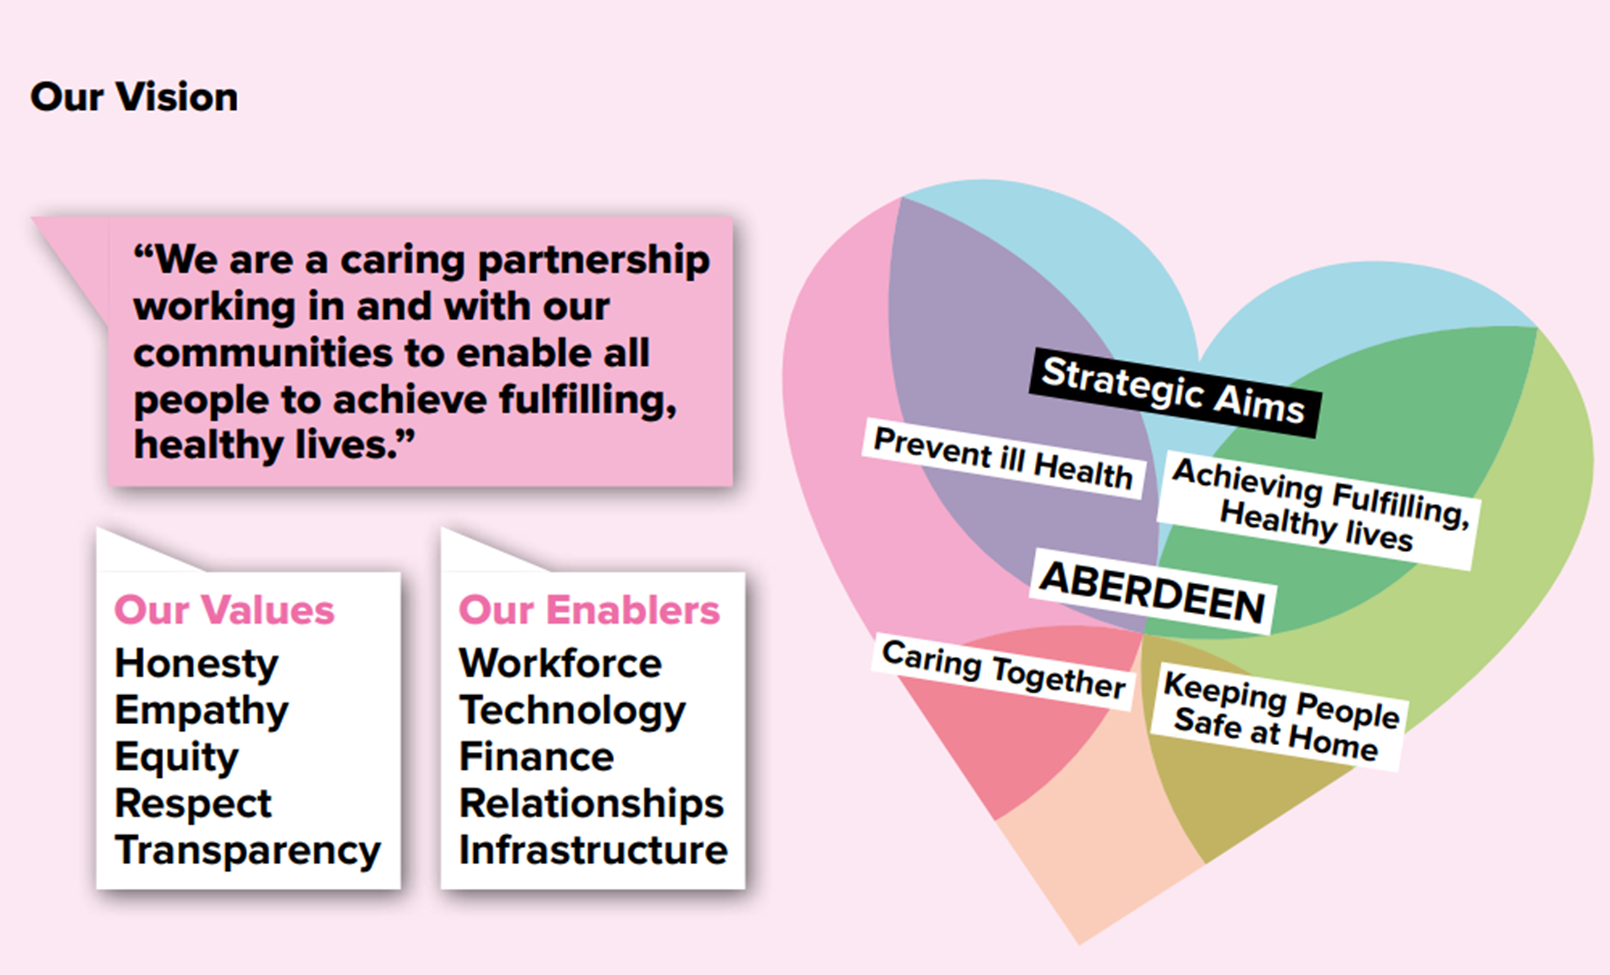 Our Vision
“We are a caring partnership
working in and with our
communities to enable all
people to achieve fulfilling,
healthy lives.”
Our Values
Honesty
Empathy
Equity
Respect
Transparency
Our Enablers
Workforce
Technology
Finance
Relationships
Infrastructure
Strategic Aims
Prevent ill Health
Achieving Fulfilling,
Healthy lives
ABERDEEN
Caring Together
Keeping People
Safe at Home